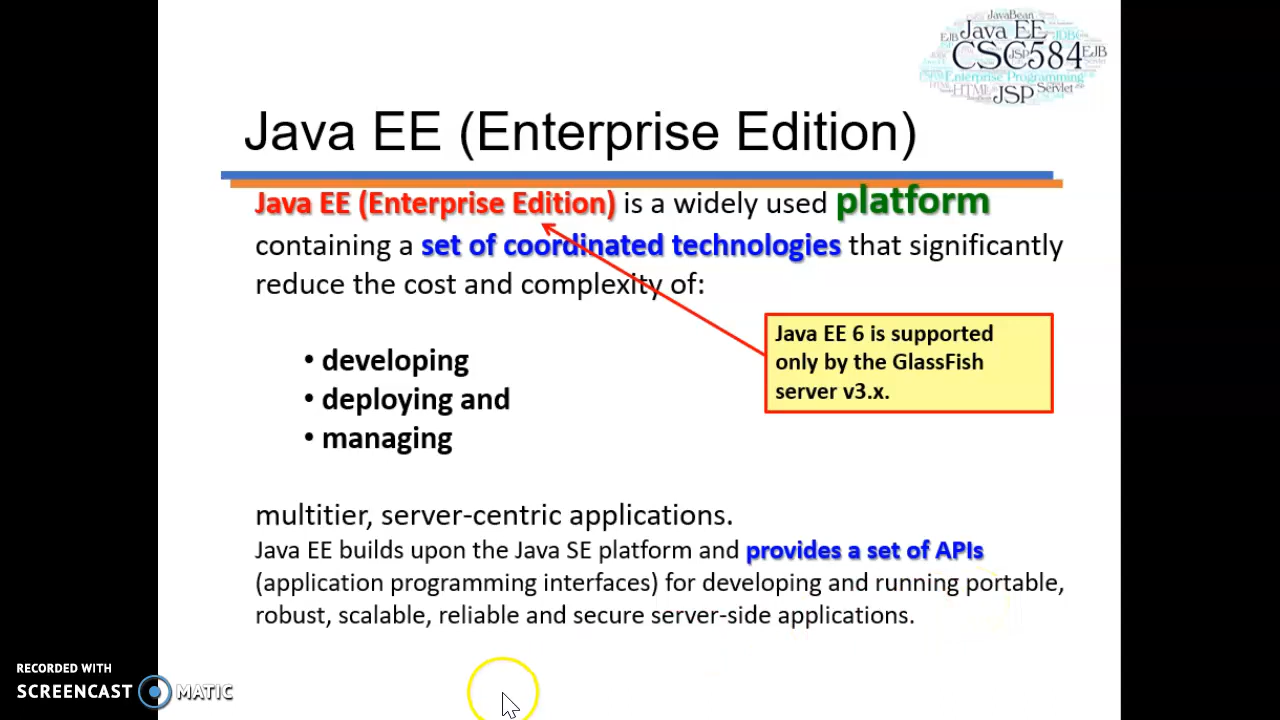 JavaBean
Java EE
EJB
JDBC
CSC584
JSP
EJB
Enterprise Programming
HTML
JSP
Servlet
Java EE (Enterprise Edition)
Java EE (Enterprise Edition) is a widely used platform
containing a set of coordinated technologies that significantly
reduce the cost and complexity of:
Java EE 6 is supported
only by the GlassFish
server v3.x.
• developing
• deploying and
• managing
multitier, server-centric applications.
Java EE builds upon the Java SE platform and provides a set of APIs
(application programming interfaces) for developing and running portable,
robust, scalable, reliable and secure server-side applications.
RECORDED WITH
SCREENCAST MATIC